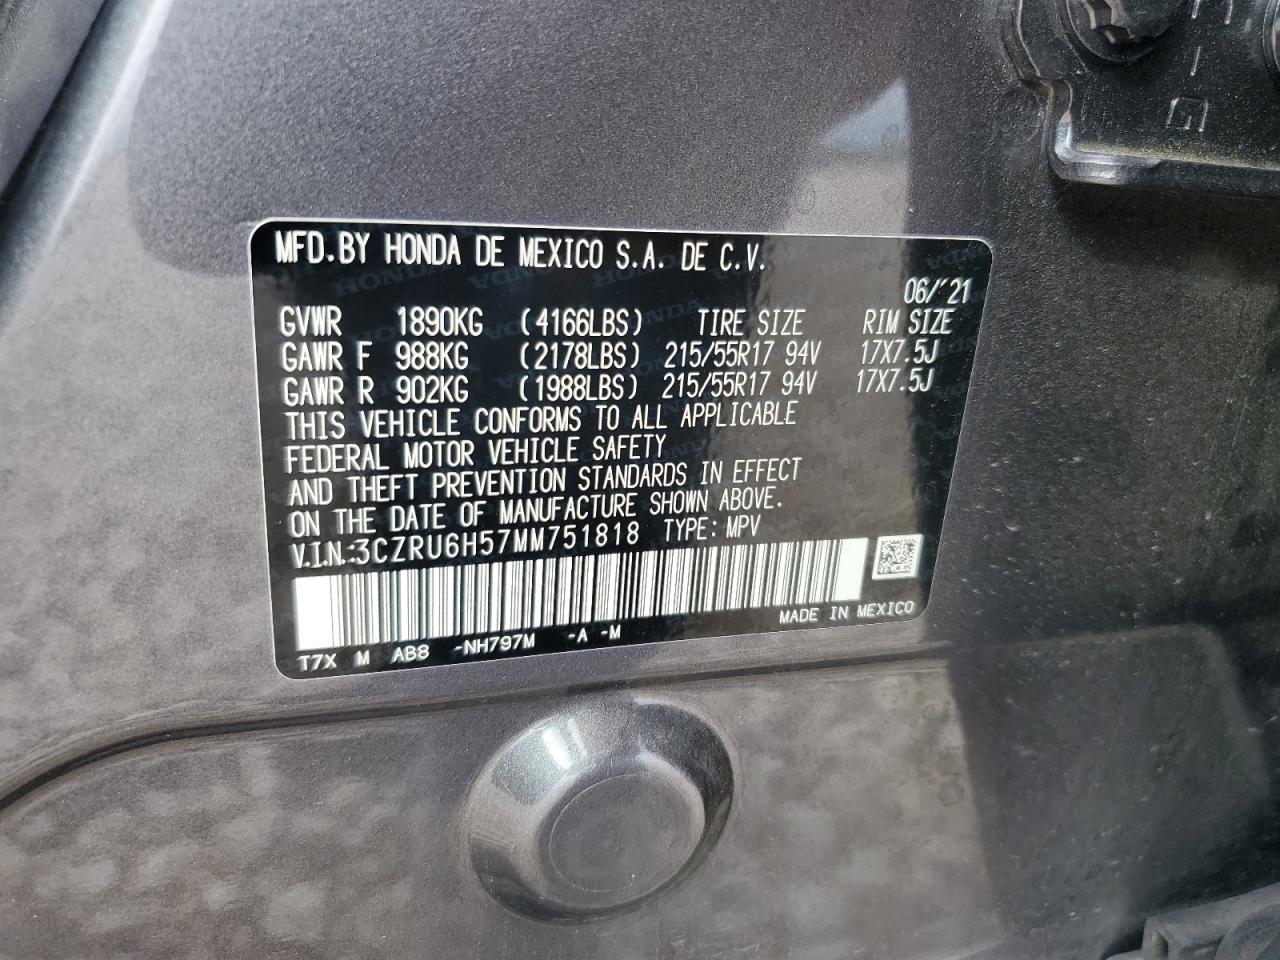 MFD.BY HONDA DE MEXICO S.A. DE C.V.
06/'21
GVWR 1890KG (4166LBS) TIRE SIZE RIM SIZE
GAWR F 988KG (2178LBS) 215/55R17 94V 17X7.5J
GAWR R 902KG (1988LBS) 215/55R17 94V 17X7.5J
THIS VEHICLE CONFORMS TO ALL APPLICABLE
FEDERAL MOTOR VEHICLE SAFETY
AND THEFT PREVENTION STANDARDS IN EFFECT
ON THE DATE OF MANUFACTURE SHOWN ABOVE.
V.I.N.:3CZRU6H57MM751818 TYPE: MPV
MADE IN MEXICO
T7X M AB8 -NH797M -A -M